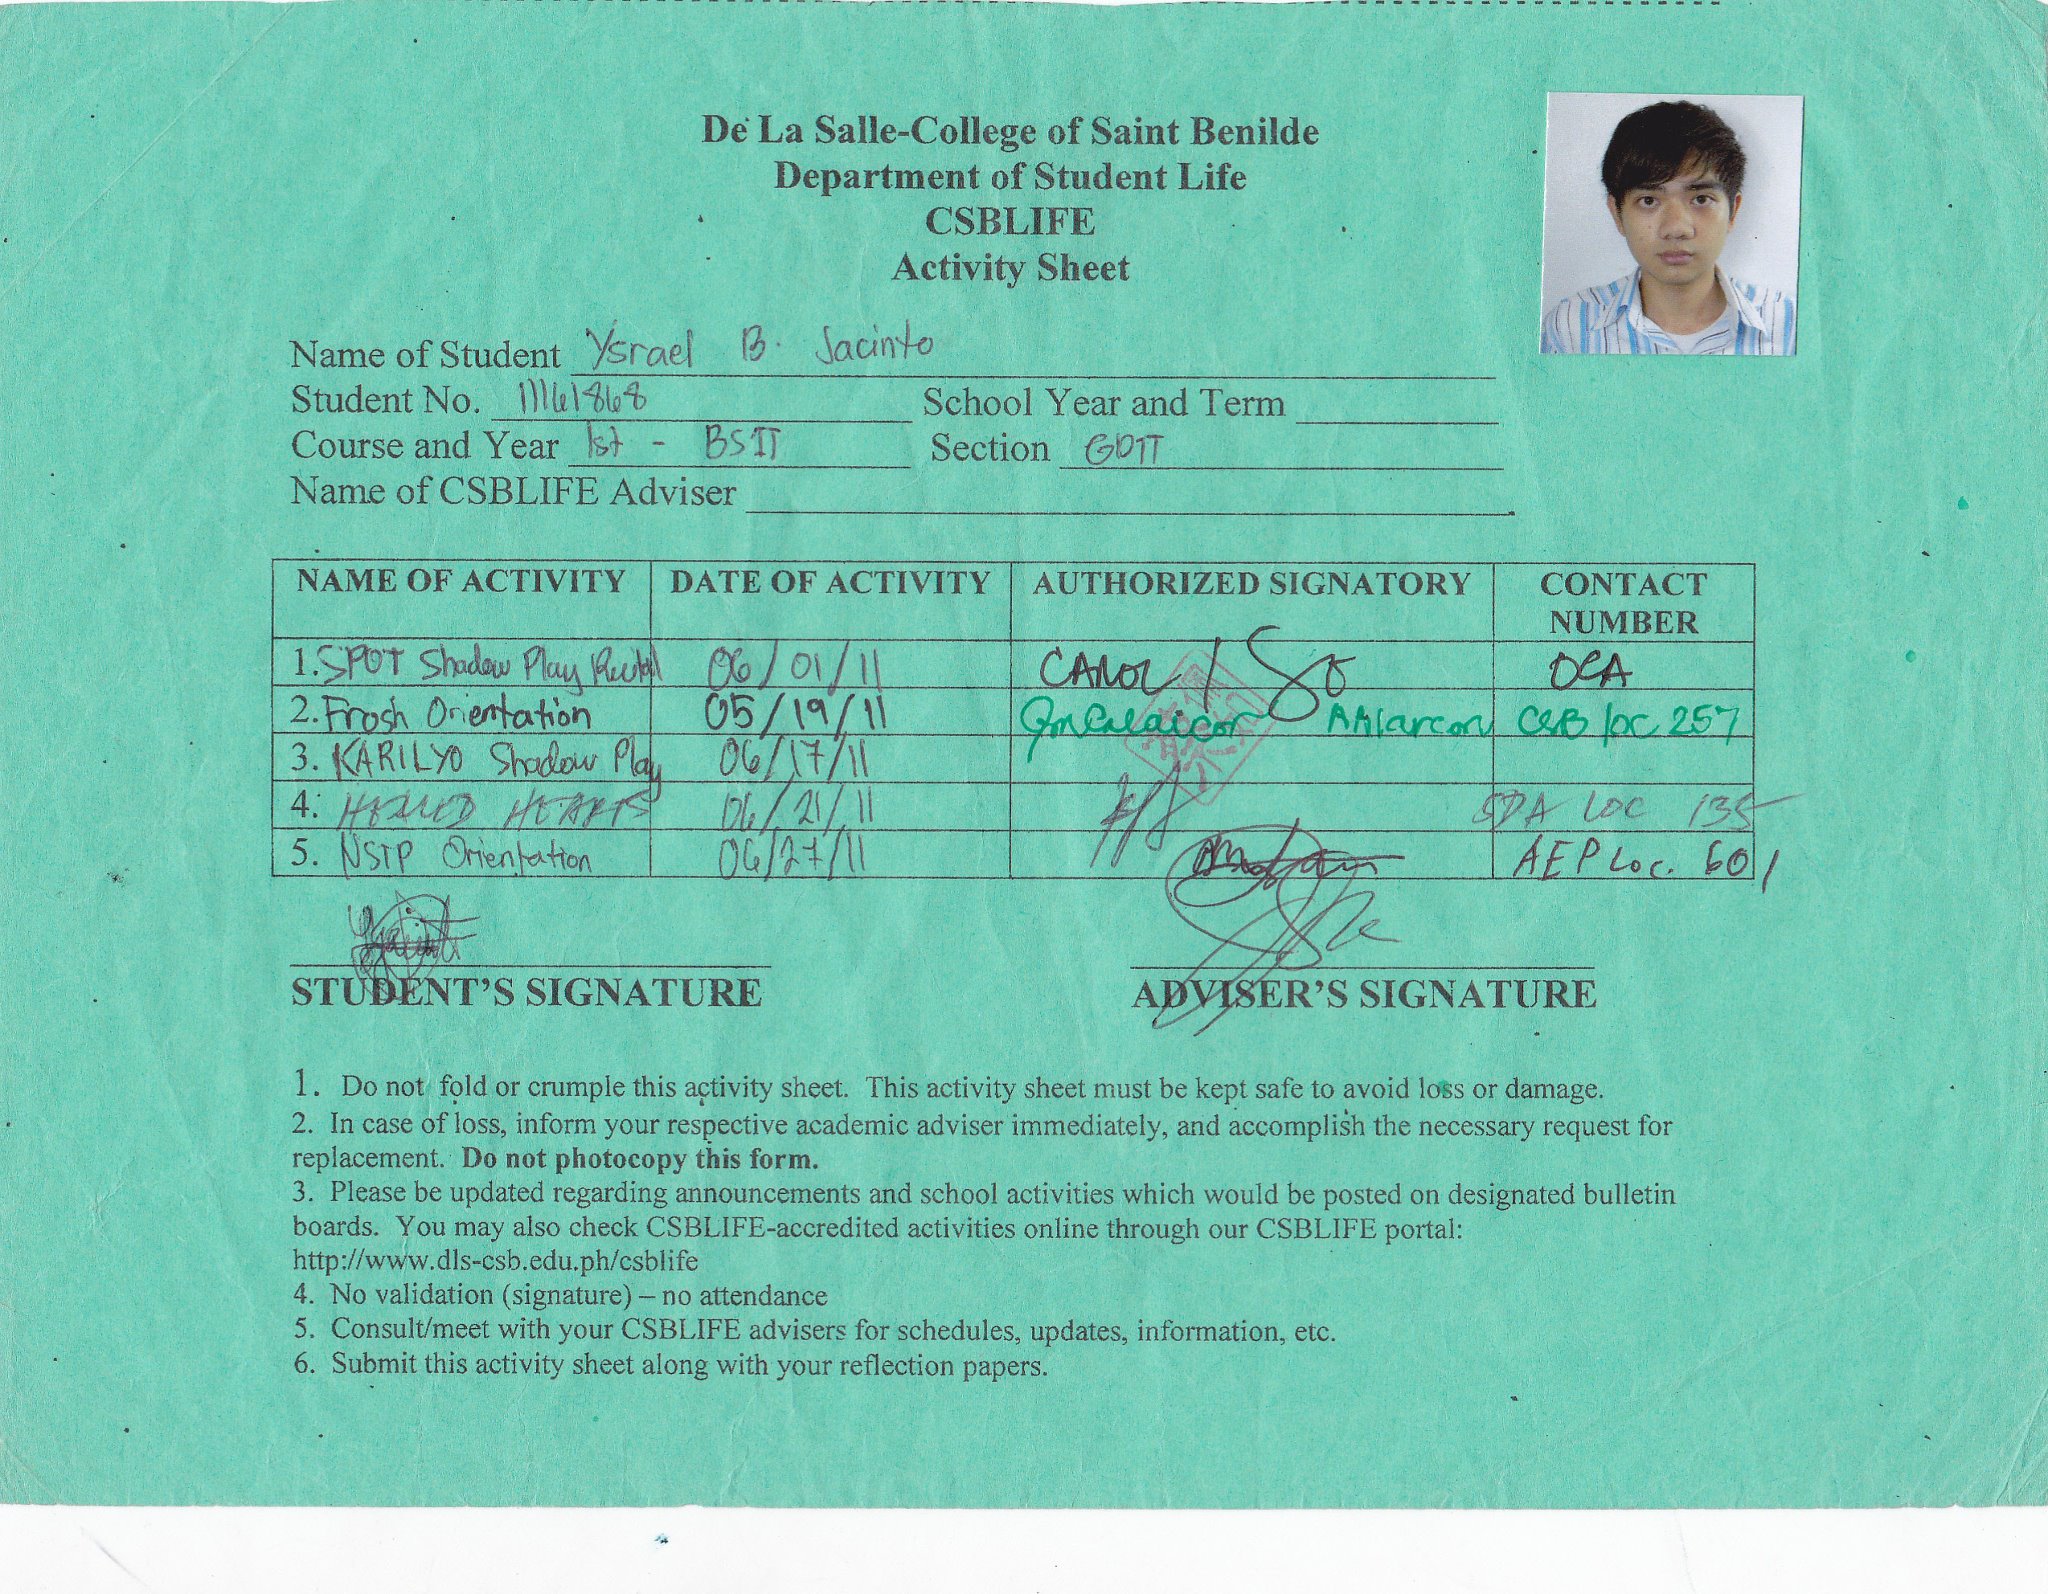 De La Salle-College of Saint Benilde
Department of Student Life
CSBLIFE
Activity Sheet
Name of Student Ysrael B. Jacinto
Student No. 11161868 School Year and Term
Course and Year 1st - BSIT Section GD1T
Name of CSBLIFE Adviser
NAME OF ACTIVITY DATE OF ACTIVITY AUTHORIZED SIGNATORY CONTACT NUMBER
1. SPOT Shadow Play Recital 06/01/11 CAROL / So OCA
2. Frosh Orientation 05/19/11 AAlarcon CSB loc 257
3. KARILYO Shadow Play 06/17/11
4. HEARTS 06/21/11 SDA LOC 135
5. NSTP Orientation 06/27/11 AEP Loc. 601
STUDENT'S SIGNATURE ADVISER'S SIGNATURE
1. Do not fold or crumple this activity sheet. This activity sheet must be kept safe to avoid loss or damage.
2. In case of loss, inform your respective academic adviser immediately, and accomplish the necessary request for
replacement. Do not photocopy this form.
3. Please be updated regarding announcements and school activities which would be posted on designated bulletin
boards. You may also check CSBLIFE-accredited activities online through our CSBLIFE portal:
http://www.dls-csb.edu.ph/csblife
4. No validation (signature) – no attendance
5. Consult/meet with your CSBLIFE advisers for schedules, updates, information, etc.
6. Submit this activity sheet along with your reflection papers.